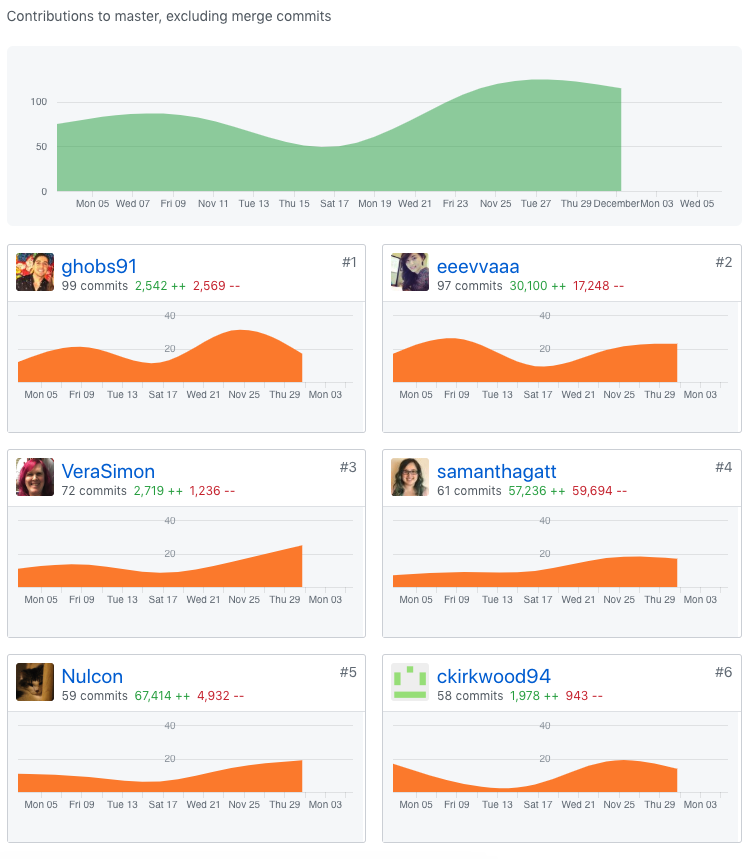 Contributions to master, excluding merge commits
100
50
0
Mon 05 Wed 07 Fri 09 Nov 11 Tue 13 Thu 15 Sat 17 Mon 19 Wed 21 Fri 23 Nov 25 Tue 27 Thu 29 December Mon 03 Wed 05
ghobs91 #1
99 commits 2,542 ++ 2,569 --
40
20
Mon 05 Fri 09 Tue 13 Sat 17 Wed 21 Nov 25 Thu 29 Mon 03
eeevvaaa #2
97 commits 30,100 ++ 17,248 --
40
20
Mon 05 Fri 09 Tue 13 Sat 17 Wed 21 Nov 25 Thu 29 Mon 03
VeraSimon #3
72 commits 2,719 ++ 1,236 --
40
20
Mon 05 Fri 09 Tue 13 Sat 17 Wed 21 Nov 25 Thu 29 Mon 03
samanthagatt #4
61 commits 57,236 ++ 59,694 --
40
20
Mon 05 Fri 09 Tue 13 Sat 17 Wed 21 Nov 25 Thu 29 Mon 03
Nulcon #5
59 commits 67,414 ++ 4,932 --
40
20
Mon 05 Fri 09 Tue 13 Sat 17 Wed 21 Nov 25 Thu 29 Mon 03
ckirkwood94 #6
58 commits 1,978 ++ 943 --
40
20
Mon 05 Fri 09 Tue 13 Sat 17 Wed 21 Nov 25 Thu 29 Mon 03